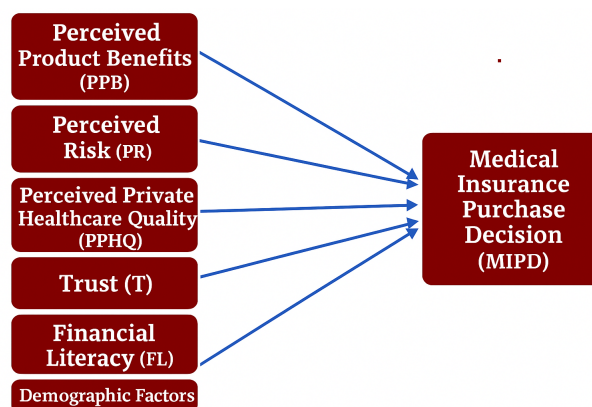 Perceived
Product Benefits
(PPB)
Perceived
Risk (PR)
Perceived Private
Healthcare Quality
(PPHQ)
Trust (T)
Financial
Literacy (FL)
Demographic Factors
Medical
Insurance
Purchase
Decision
(MIPD)